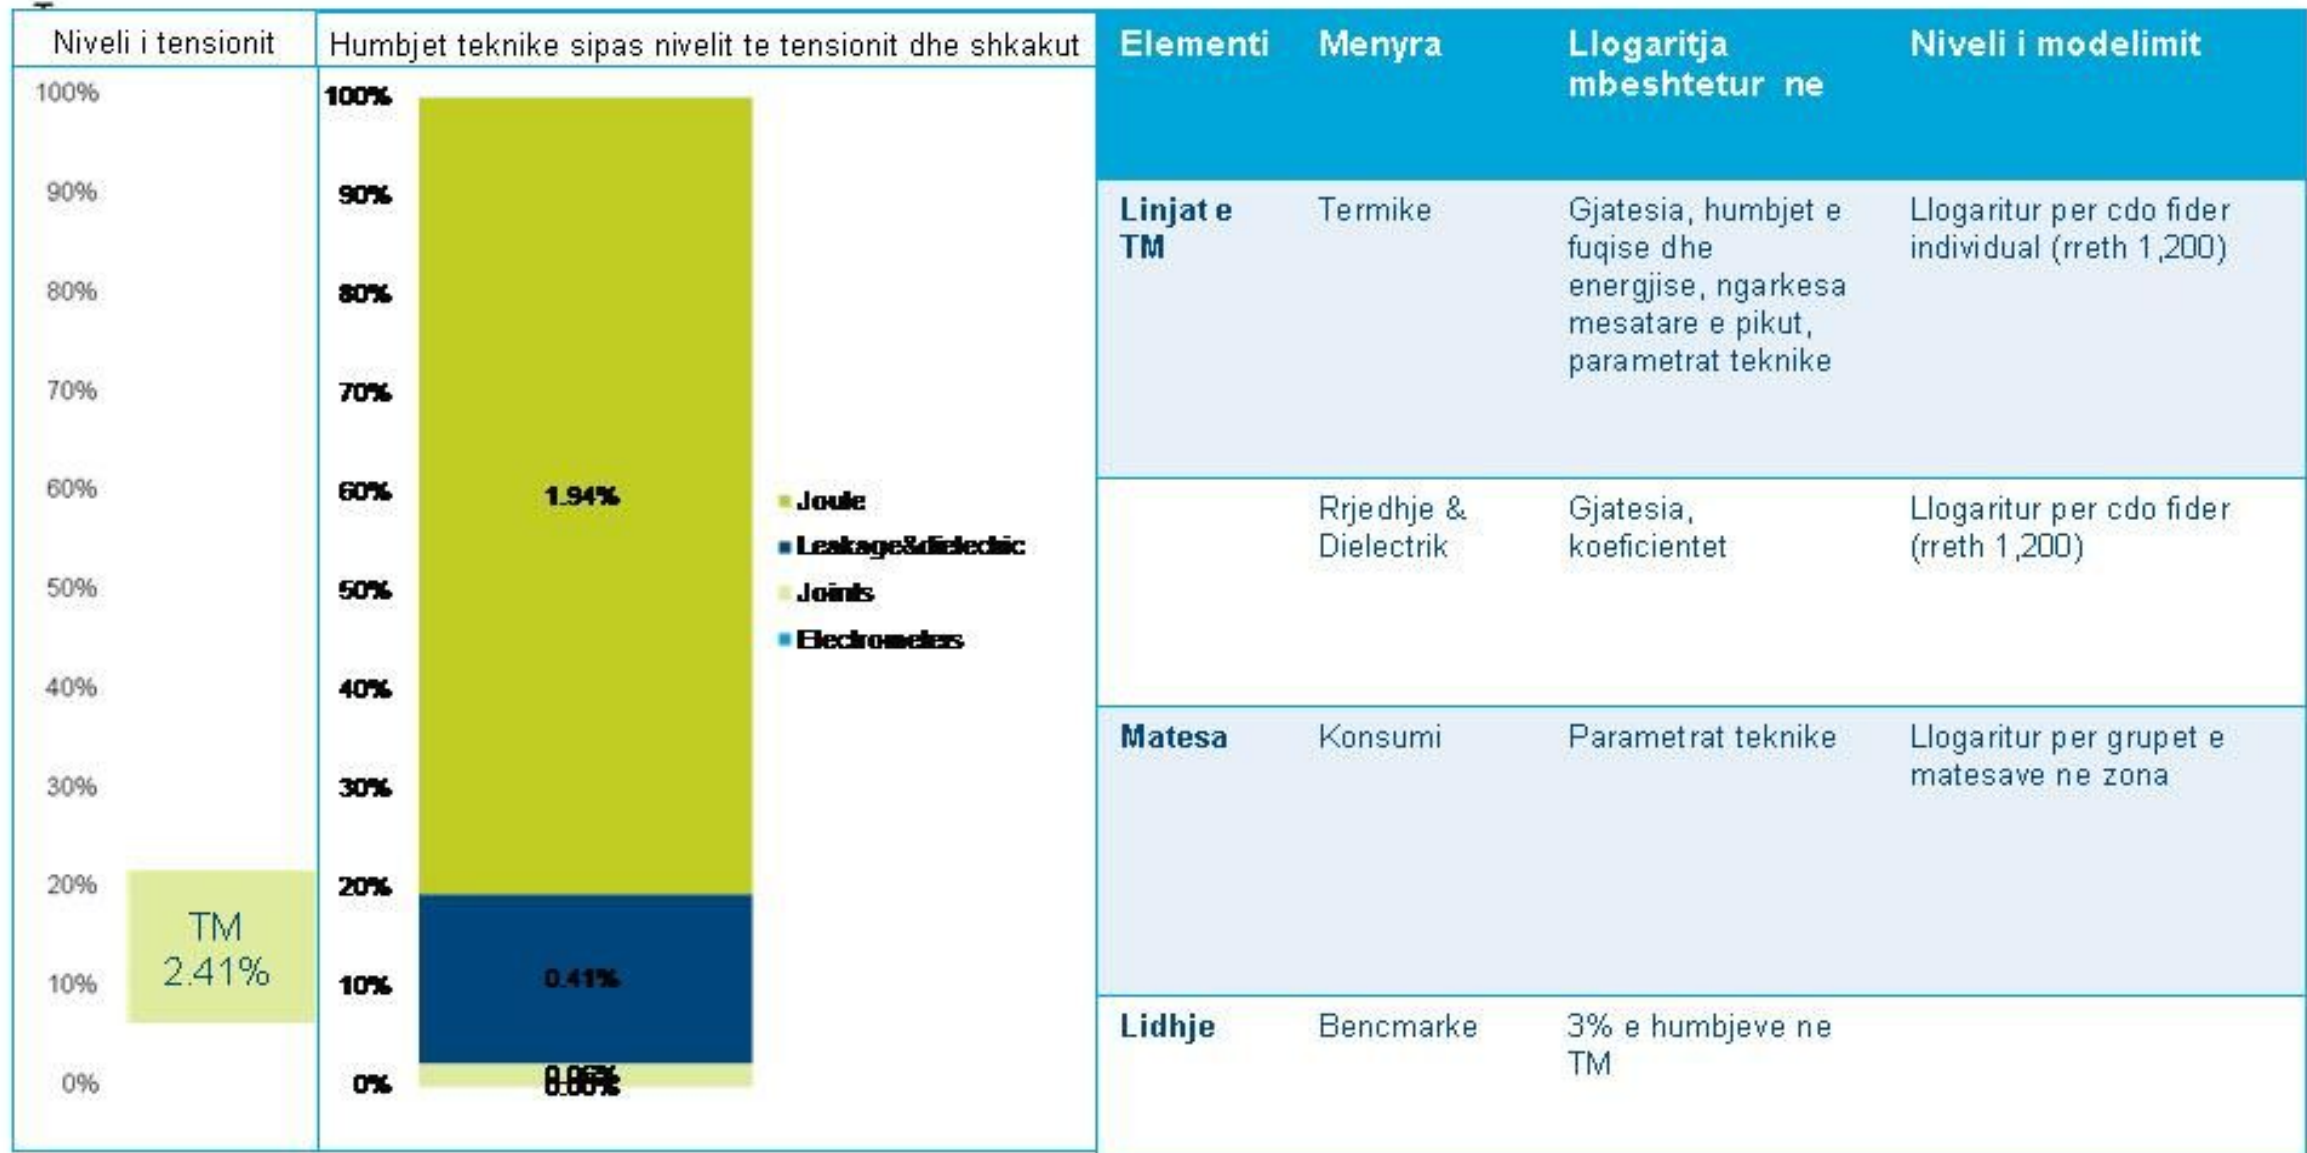 Niveli i tensionit
Humbjet teknike sipas nivelit te tensionit dhe shkakut
100%
90%
80%
70%
60%
50%
40%
30%
20%
10%
0%
TM
2.41%
100%
90%
80%
70%
60%
50%
40%
30%
20%
10%
0%
1.94%
0.41%
Joule
Leakage&dielectric
Joints
Electrometers
Elementi
Menyra
Llogaritja
mbeshtetur ne
Niveli i modelimit
Linjat e
TM
Termike
Gjatesia, humbjet e
fuqise dhe
energjise, ngarkesa
mesatare e pikut,
parametrat teknike
Llogaritur per cdo fider
individual (rreth 1,200)
Rrjedhje &
Dielectrik
Gjatesia,
koeficientet
Llogaritur per cdo fider
(rreth 1,200)
Matesa
Konsumi
Parametrat teknike
Llogaritur per grupet e
matesave ne zona
Lidhje
Bencmarke
3% e humbjeve ne
TM